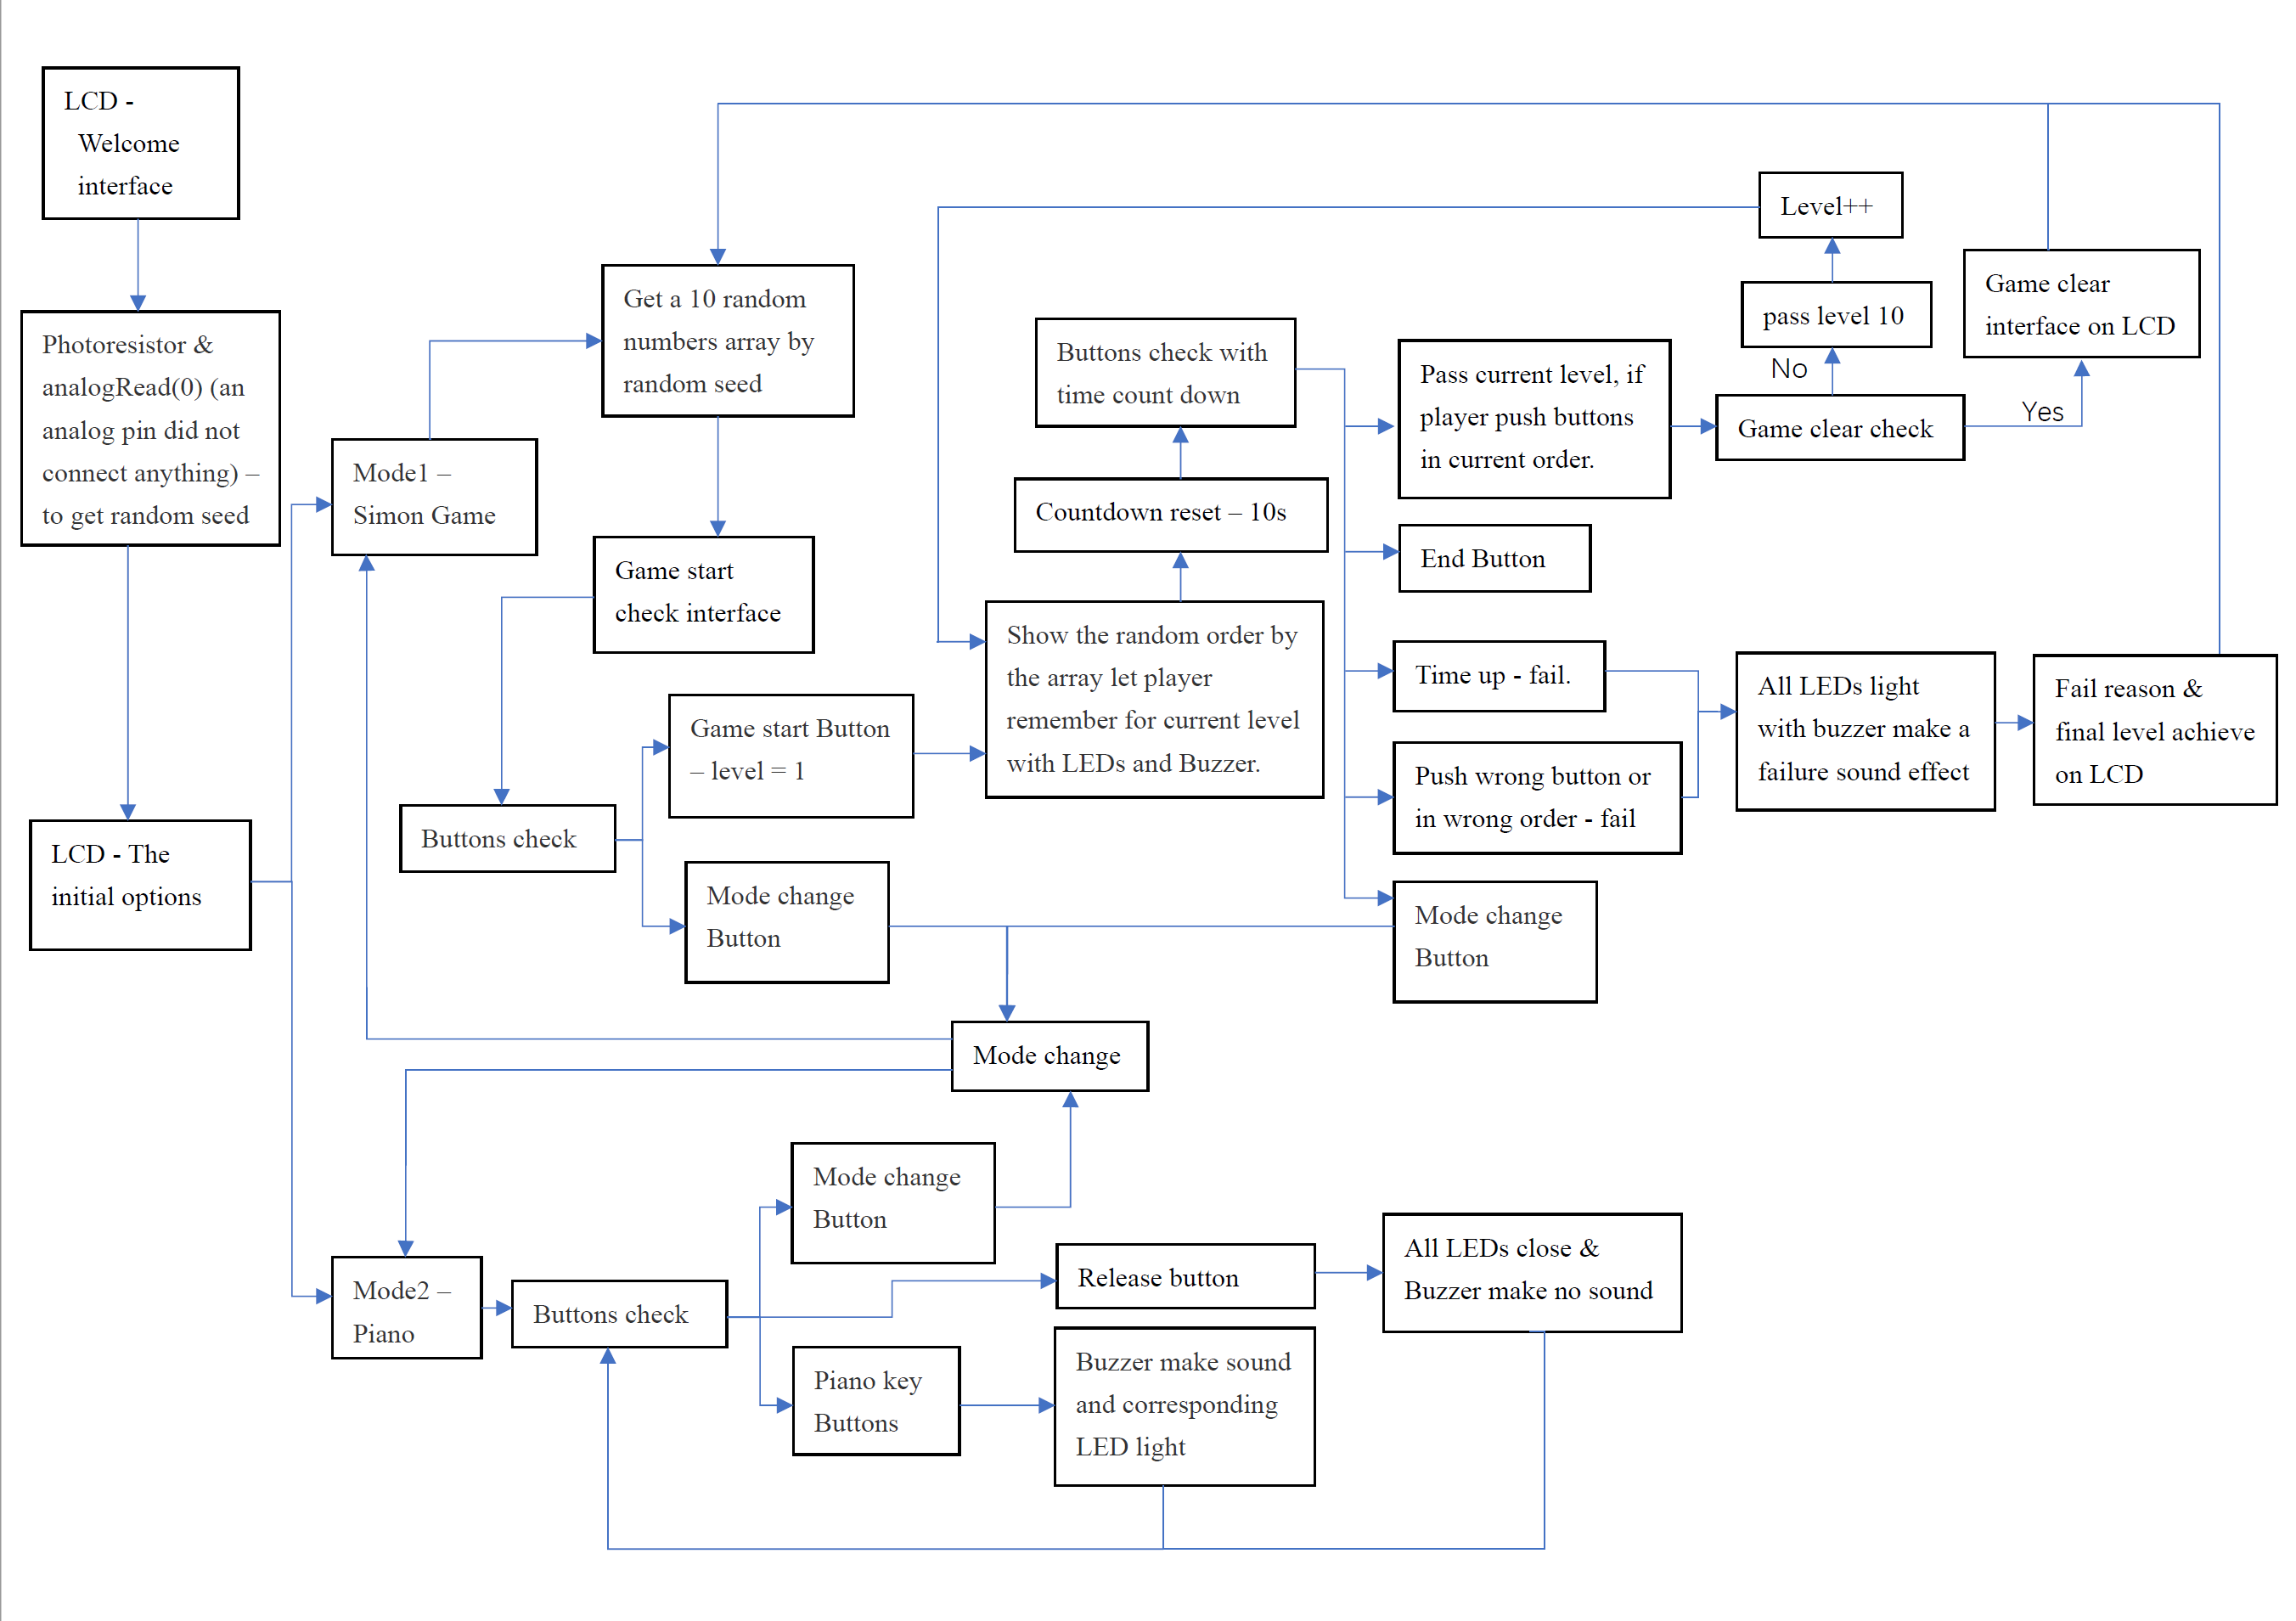 LCD -
Welcome
interface
Photoresistor &
analogRead(0) (an
analog pin did not
connect anything) –
to get random seed
LCD - The
initial options
Mode1 –
Simon Game
Get a 10 random
numbers array by
random seed
Game start
check interface
Buttons check
Game start Button
– level = 1
Mode change
Button
Show the random order by
the array let player
remember for current level
with LEDs and Buzzer.
Countdown reset – 10s
Buttons check with
time count down
Pass current level, if
player push buttons
in current order.
Game clear check
No
pass level 10
Level++
Yes
Game clear
interface on LCD
End Button
Time up - fail.
Push wrong button or
in wrong order - fail
All LEDs light
with buzzer make a
failure sound effect
Fail reason &
final level achieve
on LCD
Mode change
Button
Mode change
Mode2 –
Piano
Buttons check
Mode change
Button
Release button
All LEDs close &
Buzzer make no sound
Piano key
Buttons
Buzzer make sound
and corresponding
LED light